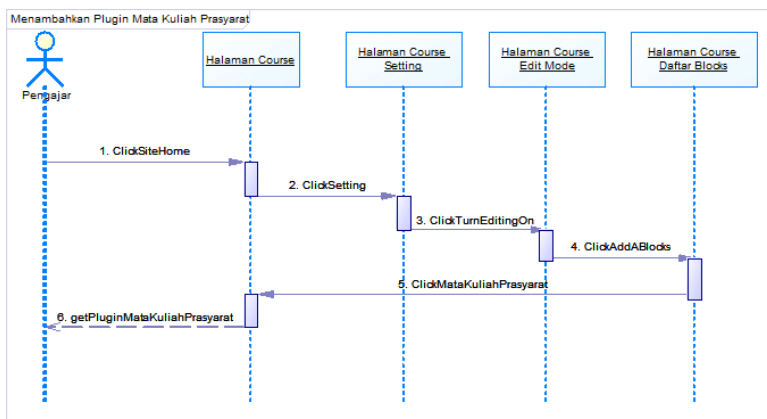 Menambahkan Plugin Mata Kuliah Prasyarat
Halaman Course
Halaman Course
Setting
Halaman Course
Edit Mode
Halaman Course
Daftar Blocks
Pengajar
1. ClickSiteHome
2. ClickSetting
3. ClickTurnEditingOn
4. ClickAddABlocks
5. ClickMataKuliahPrasyarat
6. getPluginMataKuliahPrasyarat